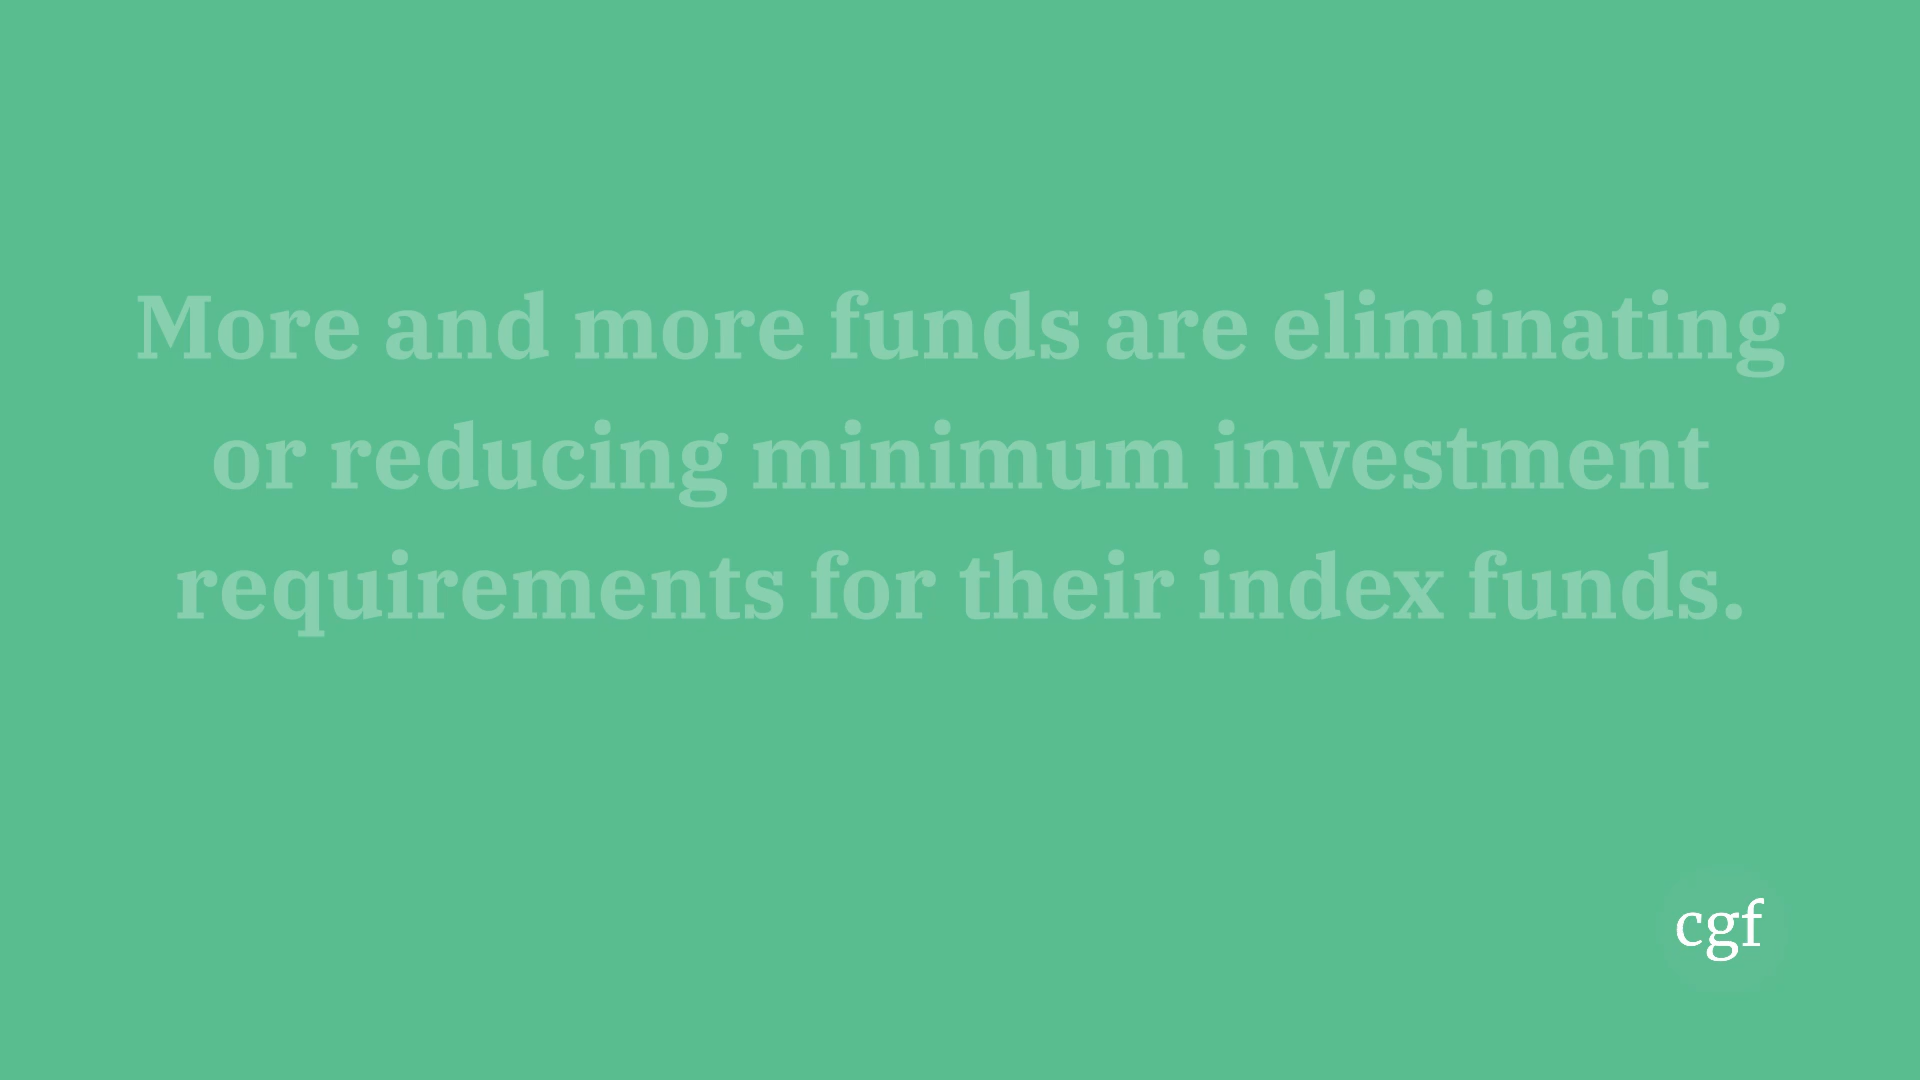 More and more funds are eliminating
or reducing minimum investment
requirements for their index funds.
cgf